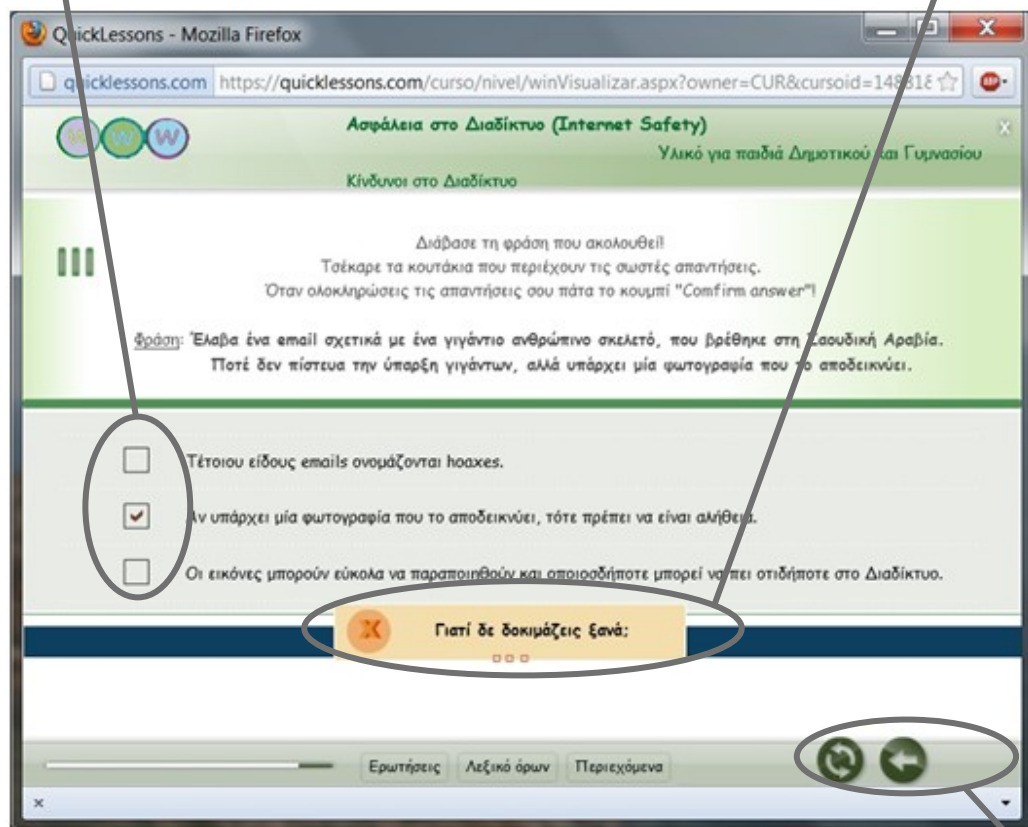 QuickLessons - Mozilla Firefox
quicklessons.com https://quicklessons.com/curso/nivel/winVisualizar.aspx?owner=CUR&cursoid=148818
ABP
WWW
Ασφάλεια στο Διαδίκτυο (Internet Safety)
Υλικό για παιδιά Δημοτικού και Γυμνασίου
Κίνδυνοι στο Διαδίκτυο
Διάβασε τη φράση που ακολουθεί!
Τσέκαρε τα κουτάκια που περιέχουν τις σωστές απαντήσεις.
Όταν ολοκληρώσεις τις απαντήσεις σου πάτα το κουμπί "Comfirm answer"!
Φράση: Έλαβα ένα email σχετικά με ένα γιγάντιο ανθρώπινο σκελετό, που βρέθηκε στη Σαουδική Αραβία.
Ποτέ δεν πίστευα την ύπαρξη γιγάντων, αλλά υπάρχει μία φωτογραφία που το αποδεικνύει.
Τέτοιου είδους emails ονομάζονται hoaxes.
Αν υπάρχει μία φωτογραφία που το αποδεικνύει, τότε πρέπει να είναι αλήθεια.
Οι εικόνες μπορούν εύκολα να παραποιηθούν και οποιοσδήποτε μπορεί να πει οτιδήποτε στο Διαδίκτυο.
Γιατί δε δοκιμάζεις ξανά;
Ερωτήσεις Λεξικό όρων Περιεχόμενα